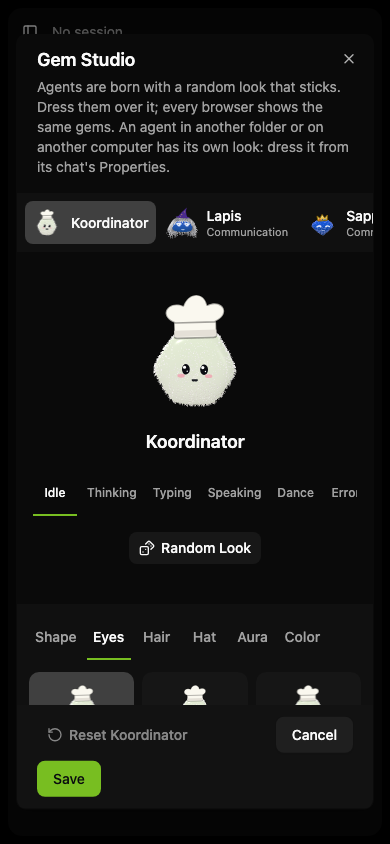 No session
Gem Studio
Agents are born with a random look that sticks.
Dress them over it; every browser shows the
same gems. An agent in another folder or on
another computer has its own look: dress it from
its chat's Properties.
Koordinator
Lapis
Communication
Sapp
Comm
Koordinator
Idle Thinking Typing Speaking Dance Error
Random Look
Shape Eyes Hair Hat Aura Color
Reset Koordinator
Cancel
Save